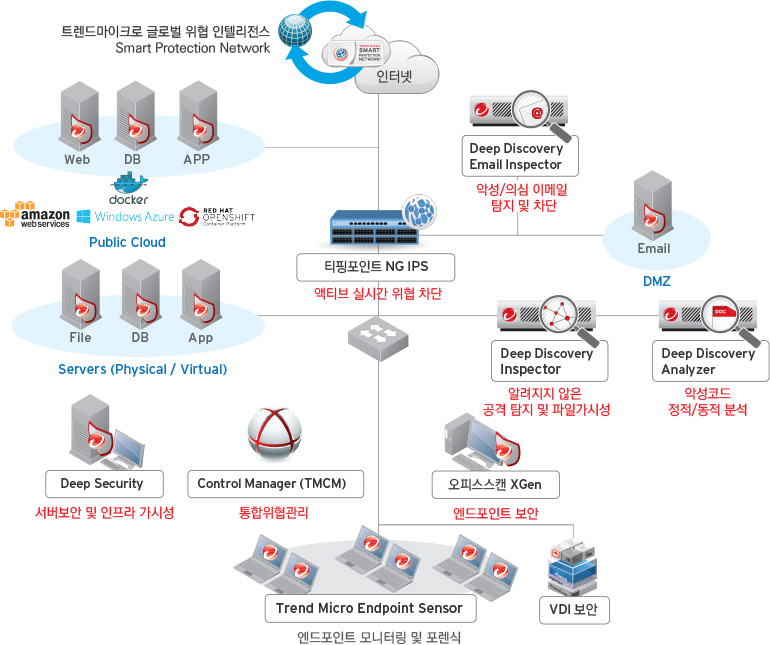 트렌드마이크로 글로벌 위협 인텔리전스
Smart Protection Network
TREND MICRO
SMART
PROTECTION
NETWORK
인터넷
Web
DB
APP
docker
amazon
web services
Windows Azure
RED HAT
OPENSHIFT
Container Platform
Public Cloud
Deep Discovery
Email Inspector
악성/의심 이메일
탐지 및 차단
Email
DMZ
티핑포인트 NG IPS
액티브 실시간 위협 차단
File
DB
App
Servers (Physical / Virtual)
Deep Discovery
Inspector
알려지지 않은
공격 탐지 및 파일가시성
DOC
Deep Discovery
Analyzer
악성코드
정적/동적 분석
Deep Security
서버보안 및 인프라 가시성
Control Manager (TMCM)
통합위협관리
오피스스캔 XGen
엔드포인트 보안
Trend Micro Endpoint Sensor
엔드포인트 모니터링 및 포렌식
VDI 보안